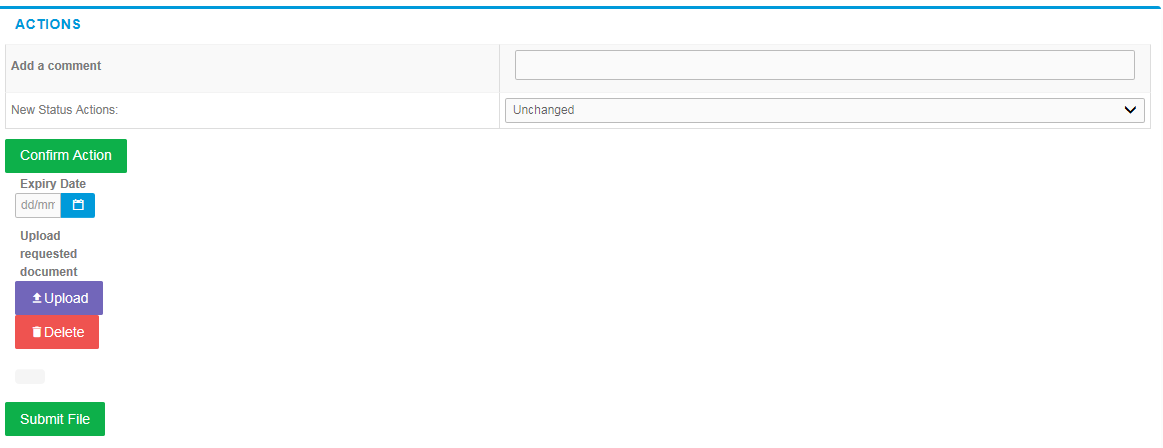 ACTIONS
Add a comment
New Status Actions:
Unchanged
Confirm Action
Expiry Date
dd/mm
Upload
requested
document
Upload
Delete
Submit File